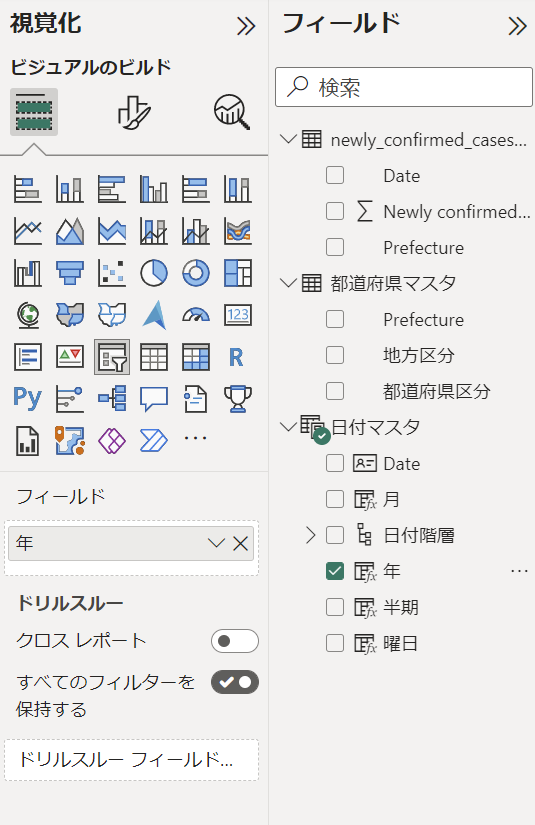 視覚化
ビジュアルのビルド
123
R
Py
フィールド
年
ドリルスルー
クロス レポート
すべてのフィルターを
保持する
ドリルスルー フィールド...
フィールド
検索
newly_confirmed_cases...
Date
Newly confirmed...
Prefecture
都道府県マスタ
Prefecture
地方区分
都道府県区分
日付マスタ
Date
月
日付階層
年
半期
曜日